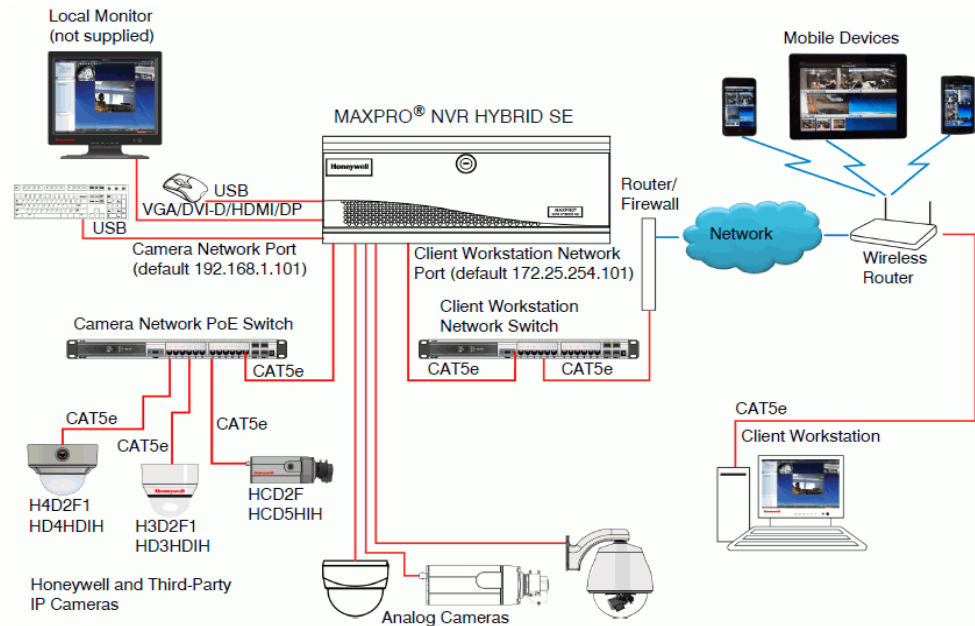 Local Monitor
(not supplied)
Mobile Devices
MAXPRO® NVR HYBRID SE
Honeywell
MAXPRO
USB
VGA/DVI-D/HDMI/DP
USB
Router/
Firewall
Network
Wireless
Router
Camera Network Port
(default 192.168.1.101)
Client Workstation Network
Port (default 172.25.254.101)
Camera Network PoE Switch
Client Workstation
Network Switch
CAT5e
CAT5e
CAT5e
CAT5e
CAT5e
CAT5e
CAT5e
Client Workstation
H4D2F1
HD4HDIH
Honeywell
H3D2F1
HD3HDIH
HCD2F
HCD5HIH
Honeywell and Third-Party
IP Cameras
Analog Cameras